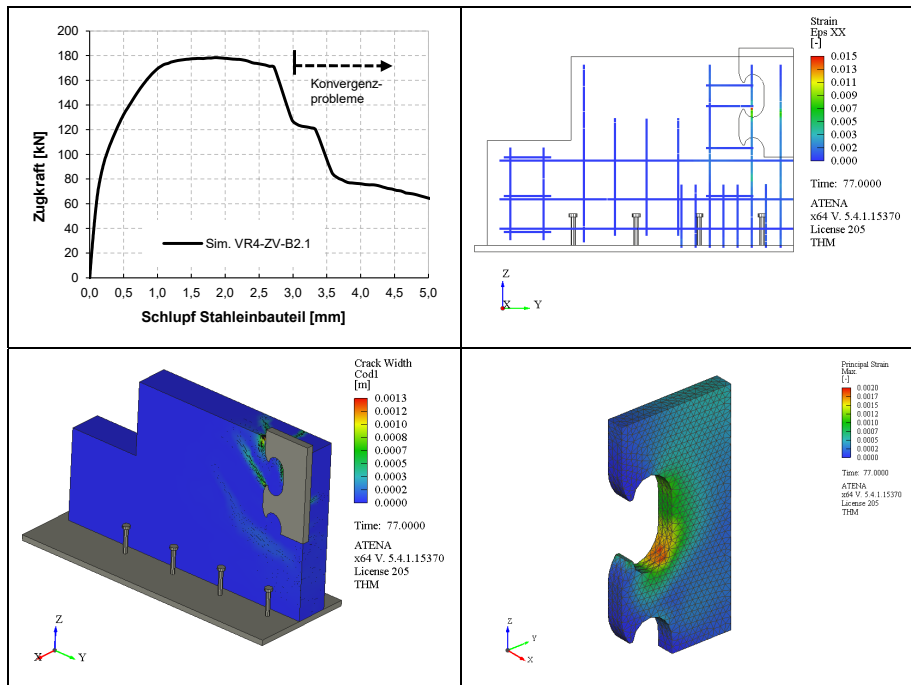 200
180
160
140
120
100
80
60
40
20
0
Zugkraft [kN]
Konvergenz-
probleme
Sim. VR4-ZV-B2.1
0,0 0,5 1,0 1,5 2,0 2,5 3,0 3,5 4,0 4,5 5,0
Schlupf Stahleinbauteil [mm]
Strain
Eps XX
[-]
0.015
0.013
0.011
0.009
0.007
0.005
0.003
0.002
0.000
Time: 77.0000
ATENA
x64 V. 5.4.1.15370
License 205
THM
Z
X Y
Crack Width
Cod1
[m]
0.0013
0.0012
0.0010
0.0008
0.0007
0.0005
0.0003
0.0002
0.0000
Time: 77.0000
ATENA
x64 V. 5.4.1.15370
License 205
THM
Z
X Y
Principal Strain
Max.
[-]
0.0020
0.0017
0.0015
0.0012
0.0010
0.0007
0.0005
0.0002
0.0000
Time: 77.0000
ATENA
x64 V. 5.4.1.15370
License 205
THM
Z
Y
X